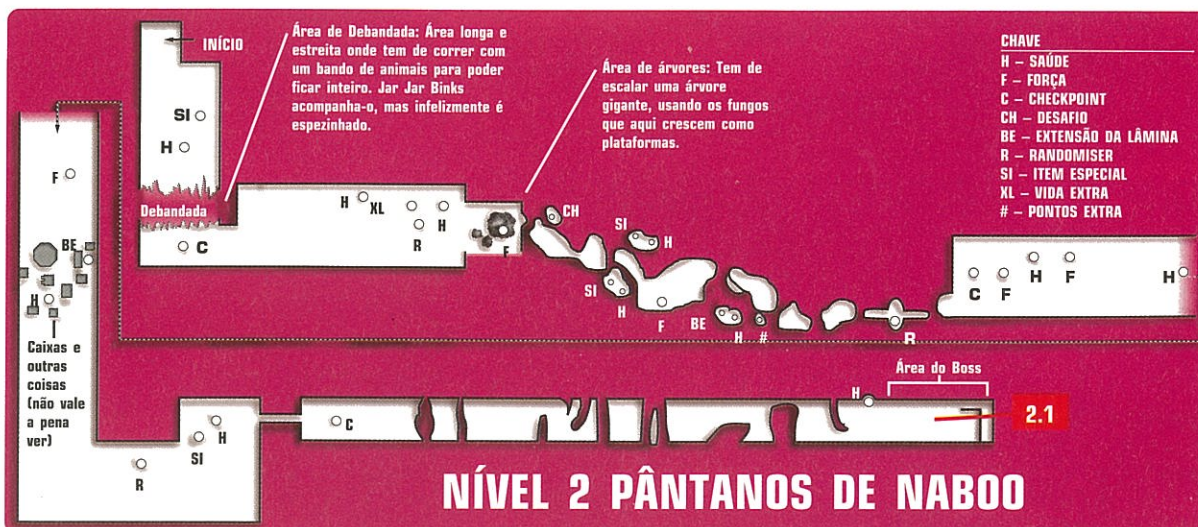 INÍCIO
Área de Debandada: Área longa e
estreita onde tem de correr com
um bando de animais para poder
ficar inteiro. Jar Jar Binks
acompanha-o, mas infelizmente é
espezinhado.
Área de árvores: Tem de
escalar uma árvore
gigante, usando os fungos
que aqui crescem como
plataformas.
CHAVE
H – SAÚDE
F – FORÇA
C – CHECKPOINT
CH – DESAFIO
BE – EXTENSÃO DA LÂMINA
R – RANDOMISER
SI – ITEM ESPECIAL
XL – VIDA EXTRA
# – PONTOS EXTRA
SI
H
F
Debandada
C
H
XL
R
H
F
CH
SI
H
SI
H
F
BE
H
#
R
C
F
H
F
H
BE
H
Caixas e
outras
coisas
(não vale
a pena
ver)
R
SI
H
C
H
Área do Boss
2.1
NÍVEL 2 PÂNTANOS DE NABOO